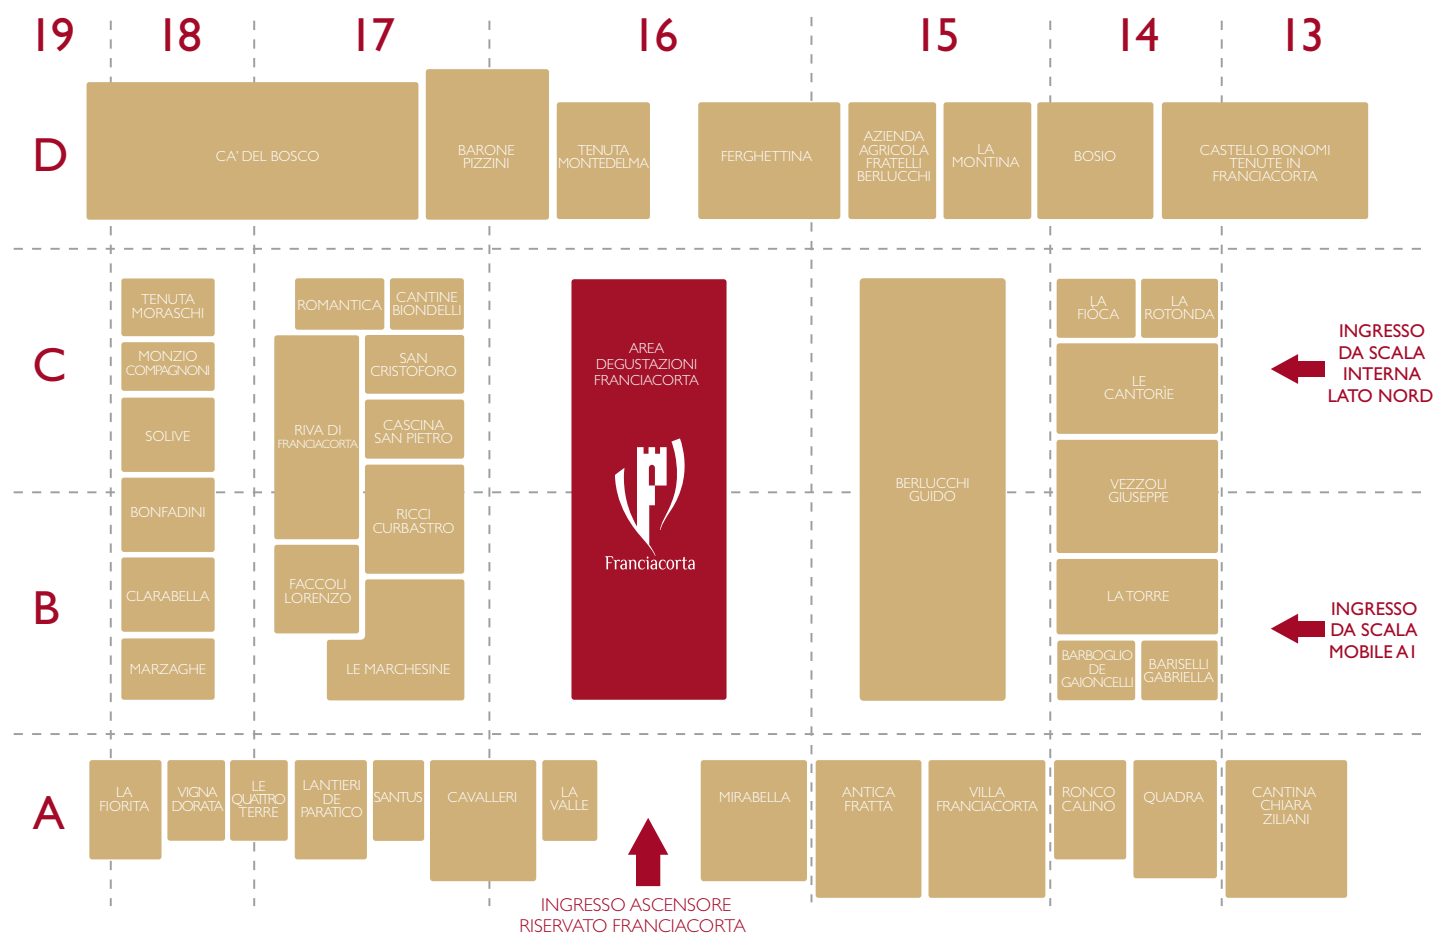 19 18 17 16 15 14 13
D
CA' DEL BOSCO
BARONE
PIZZINI
TENUTA
MONTEDELMA
FERGHETTINA
AZIENDA
AGRICOLA
FRATELLI
BERLUCCHI
LA
MONTINA
BOSIO
CASTELLO BONOMI
TENUTE IN
FRANCIACORTA
C
TENUTA
MORASCHI
MONZIO
COMPAGNONI
SOLIVE
ROMANTICA
CANTINE
BIONDELLI
RIVA DI
FRANCIACORTA
SAN
CRISTOFORO
CASCINA
SAN PIETRO
RICCI
CURBASTRO
AREA
DEGUSTAZIONI
FRANCIACORTA
Franciacorta
BERLUCCHI
GUIDO
LA
FIÒCA
LA
ROTONDA
LE
CANTORÌE
VEZZOLI
GIUSEPPE
INGRESSO
DA SCALA
INTERNA
LATO NORD
B
BONFADINI
CLARABELLA
MARZAGHE
FACCOLI
LORENZO
LE MARCHESINE
LA TORRE
BARBOGLIO
DE
GAIONCELLI
BARISELLI
GABRIELLA
INGRESSO
DA SCALA
MOBILE A1
A
LA
FIORITA
VIGNA
DORATA
LE
QUATTRO
TERRE
LANTIERI
DE
PARATICO
SANTUS
CAVALLERI
LA
VALLE
MIRABELLA
ANTICA
FRATTA
VILLA
FRANCIACORTA
RONCO
CALINO
QUADRA
CANTINA
CHIARA
ZILIANI
INGRESSO ASCENSORE
RISERVATO FRANCIACORTA